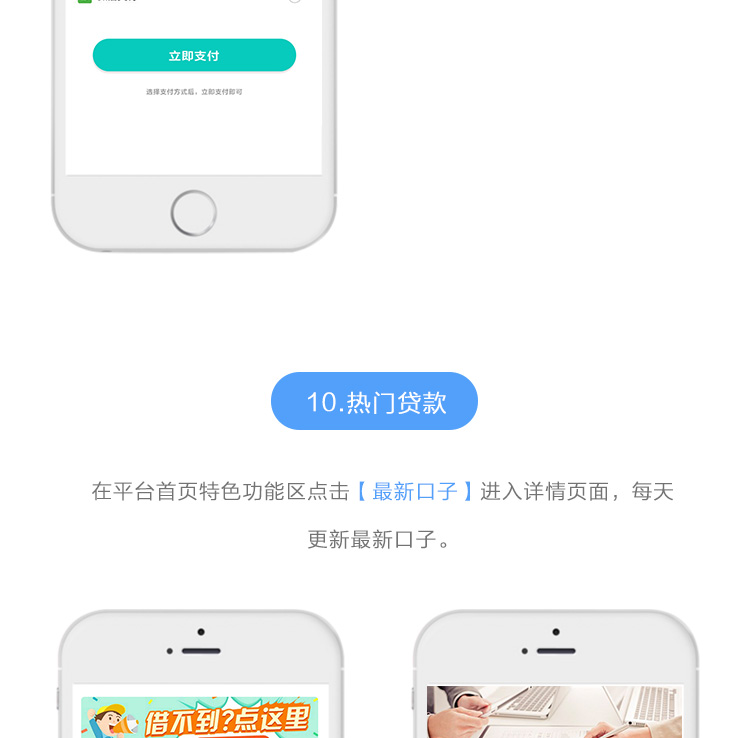 立即支付
选择支付方式后，立即支付即可
10.热门贷款
在平台首页特色功能区点击【最新口子】进入详情页面，每天
更新最新口子。
借不到?点这里